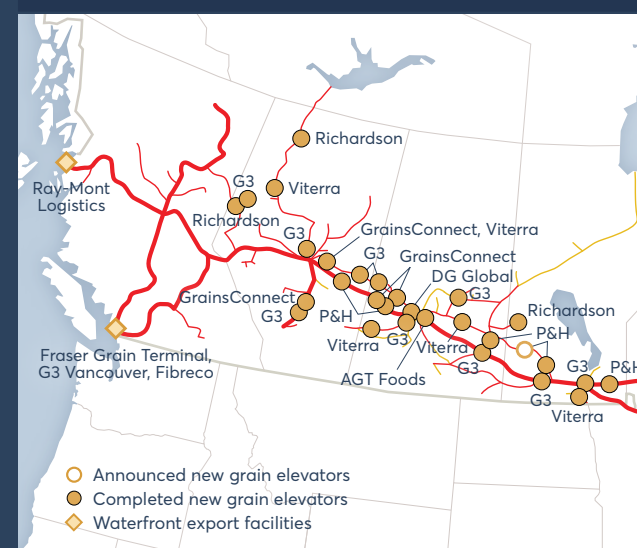 Richardson
G3
Viterra
Ray-Mont
Logistics
Richardson
G3
GrainsConnect, Viterra
G3
GrainsConnect
DG Global
GrainsConnect
G3
G3
P&H
Richardson
P&H
Viterra
G3
Viterra
Fraser Grain Terminal,
G3 Vancouver, Fibreco
AGT Foods
G3
G3
P&H
G3
Viterra
Announced new grain elevators
Completed new grain elevators
Waterfront export facilities